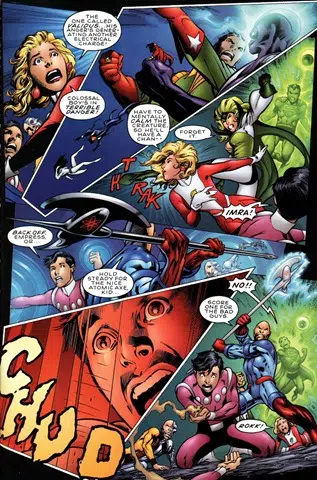 THE
ONE CALLED
VALIDUS... HIS
ANGER'S GENER-
ATING ANOTHER
ELECTRICAL
CHARGE!
COLOSSAL
BOY'S IN
TERRIBLE
DANGER!
HAVE TO
MENTALLY
CALM THE
CREATURE,
SO HE'LL
HAVE A
CHAN--
FORGET
IT.
THRAKK
IMRA!
BACK OFF,
EMPRESS,
OR...
HOLD
STEADY FOR
THE NICE
ATOMIC AXE,
KID.
NO!!
CHUD
SCORE
ONE FOR
THE BAD
GUYS.
ROKK!